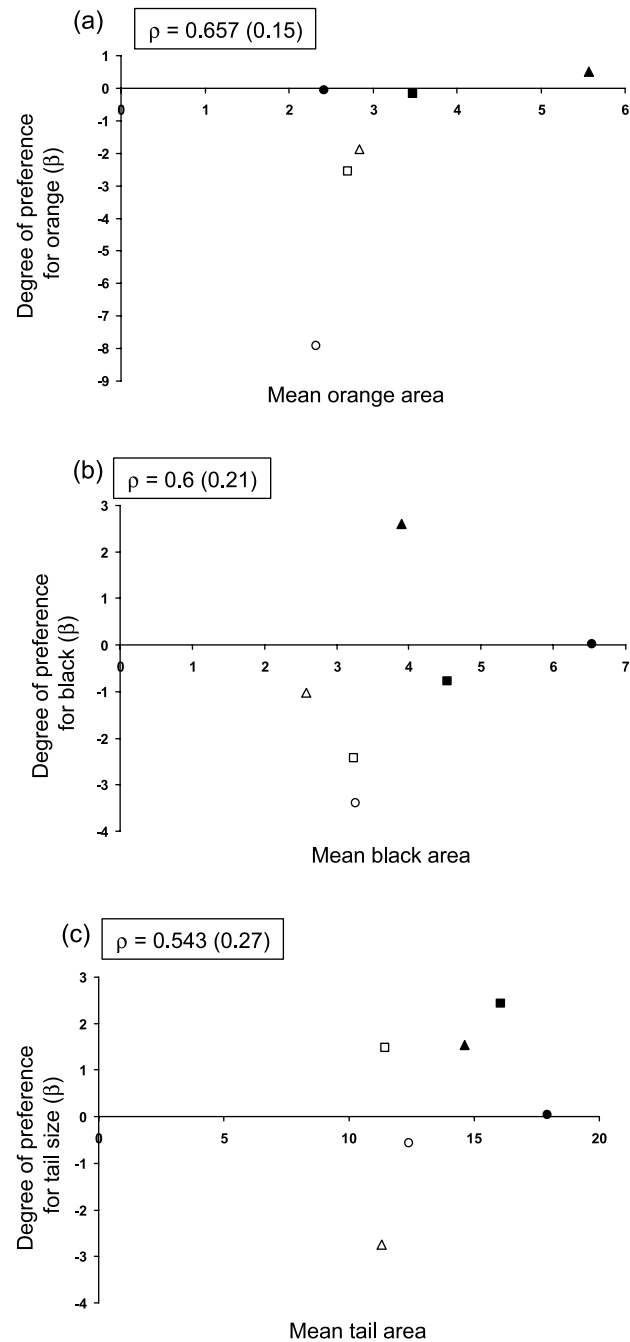 (a)
ρ = 0.657 (0.15)
1
0
-1
-2
-3
-4
-5
-6
-7
-8
-9
0 1 2 3 4 5 6
Degree of preference
for orange (β)
Mean orange area
(b)
ρ = 0.6 (0.21)
3
2
1
0
-1
-2
-3
-4
0 1 2 3 4 5 6 7
Degree of preference
for black (β)
Mean black area
(c)
ρ = 0.543 (0.27)
3
2
1
0
-1
-2
-3
-4
0 5 10 15 20
Degree of preference
for tail size (β)
Mean tail area